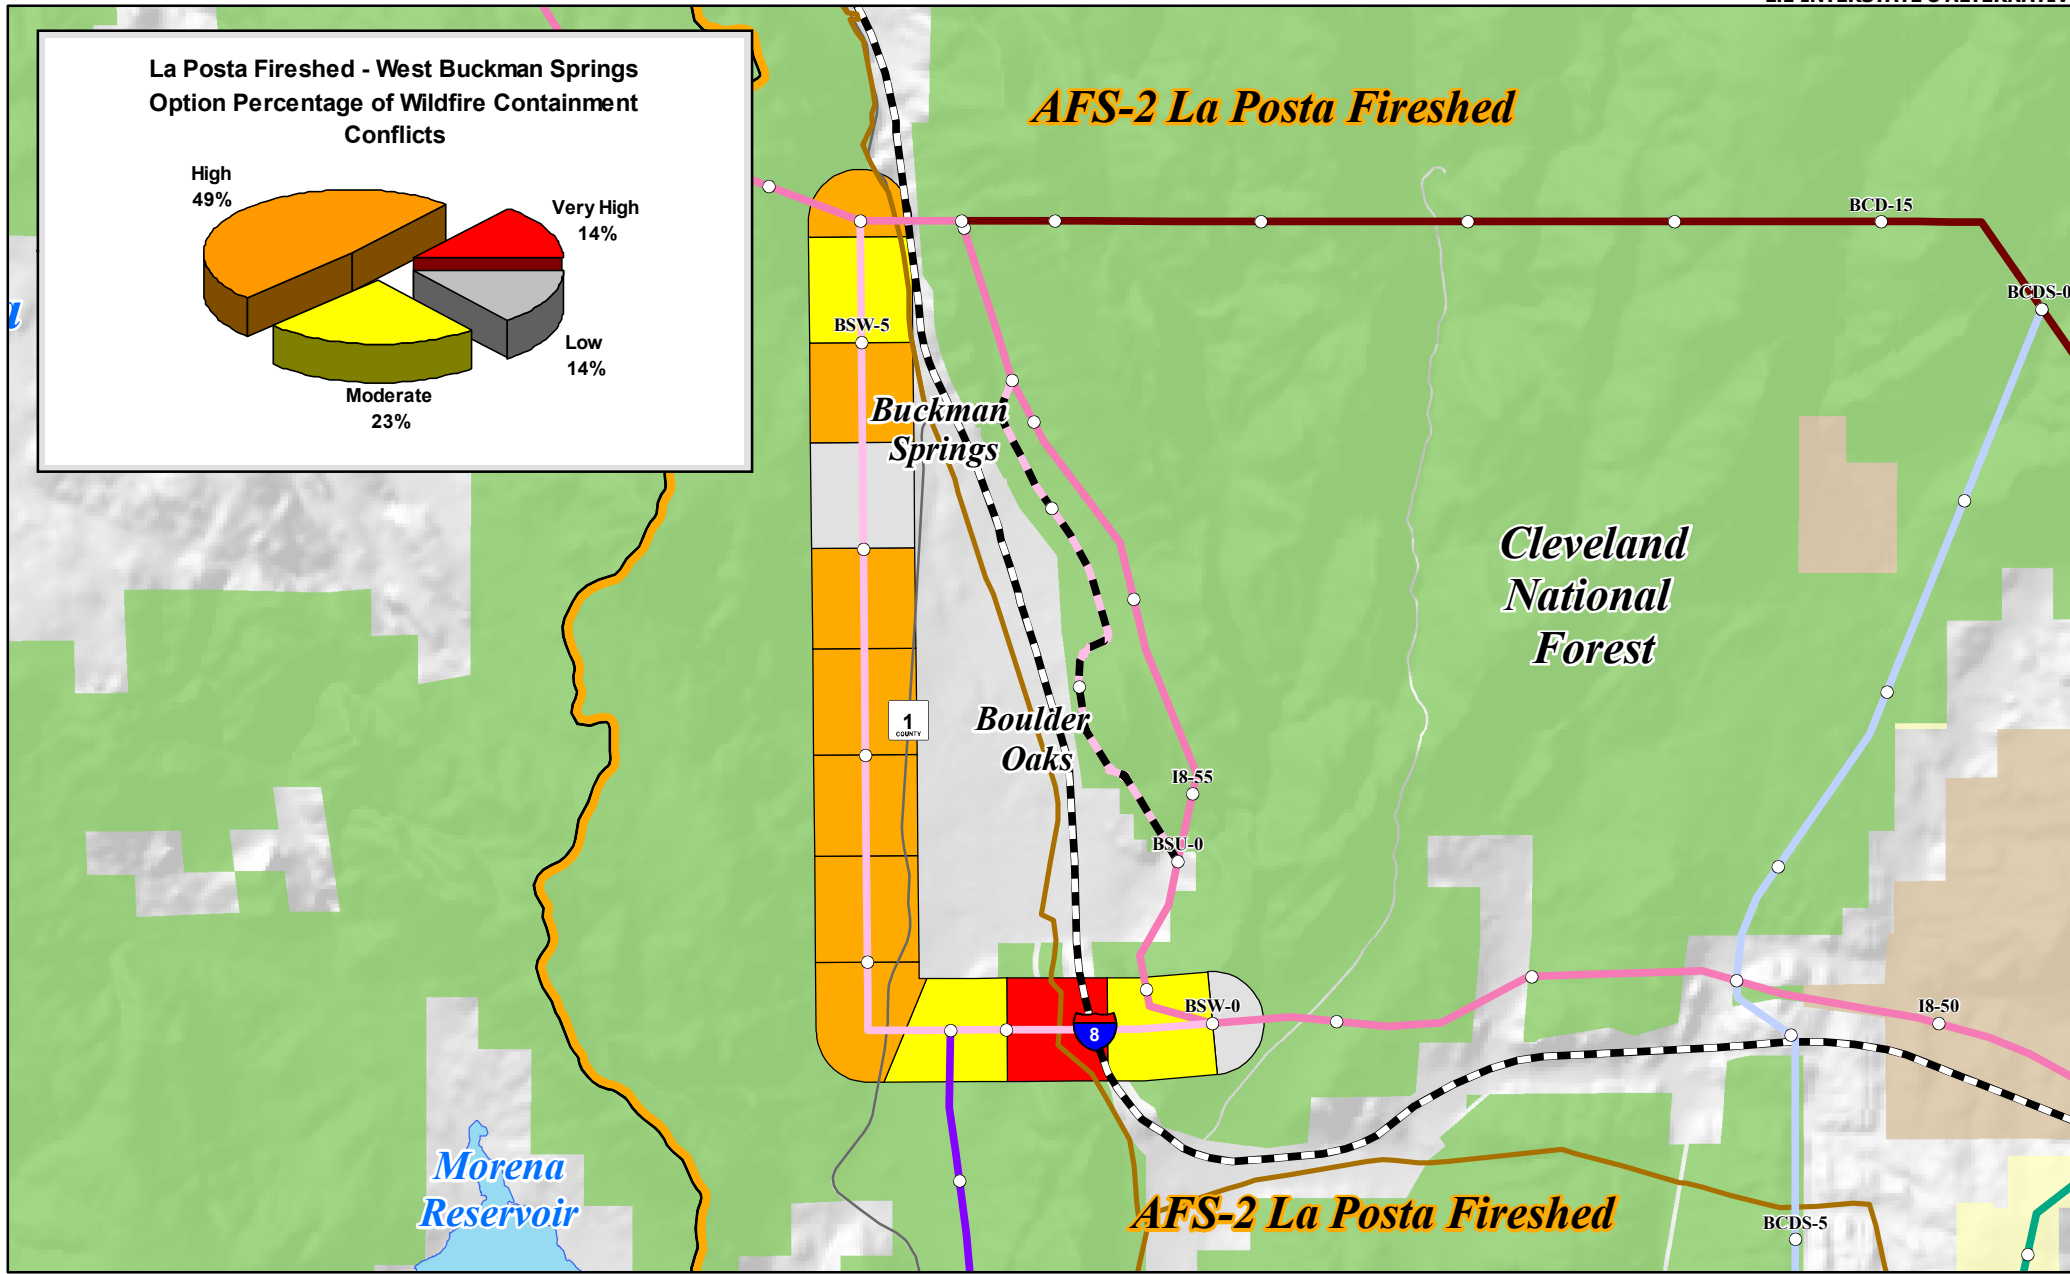 La Posta Fireshed - West Buckman Springs
Option Percentage of Wildfire Containment
Conflicts
High
49%
Very High
14%
Low
14%
Moderate
23%
AFS-2 La Posta Fireshed
BCD-15
BCDS-0
BSW-5
Buckman
Springs
Cleveland
National
Forest
1
COUNTY
Boulder
Oaks
I8-55
BSU-0
BSW-0
8
I8-50
Morena
Reservoir
AFS-2 La Posta Fireshed
BCDS-5